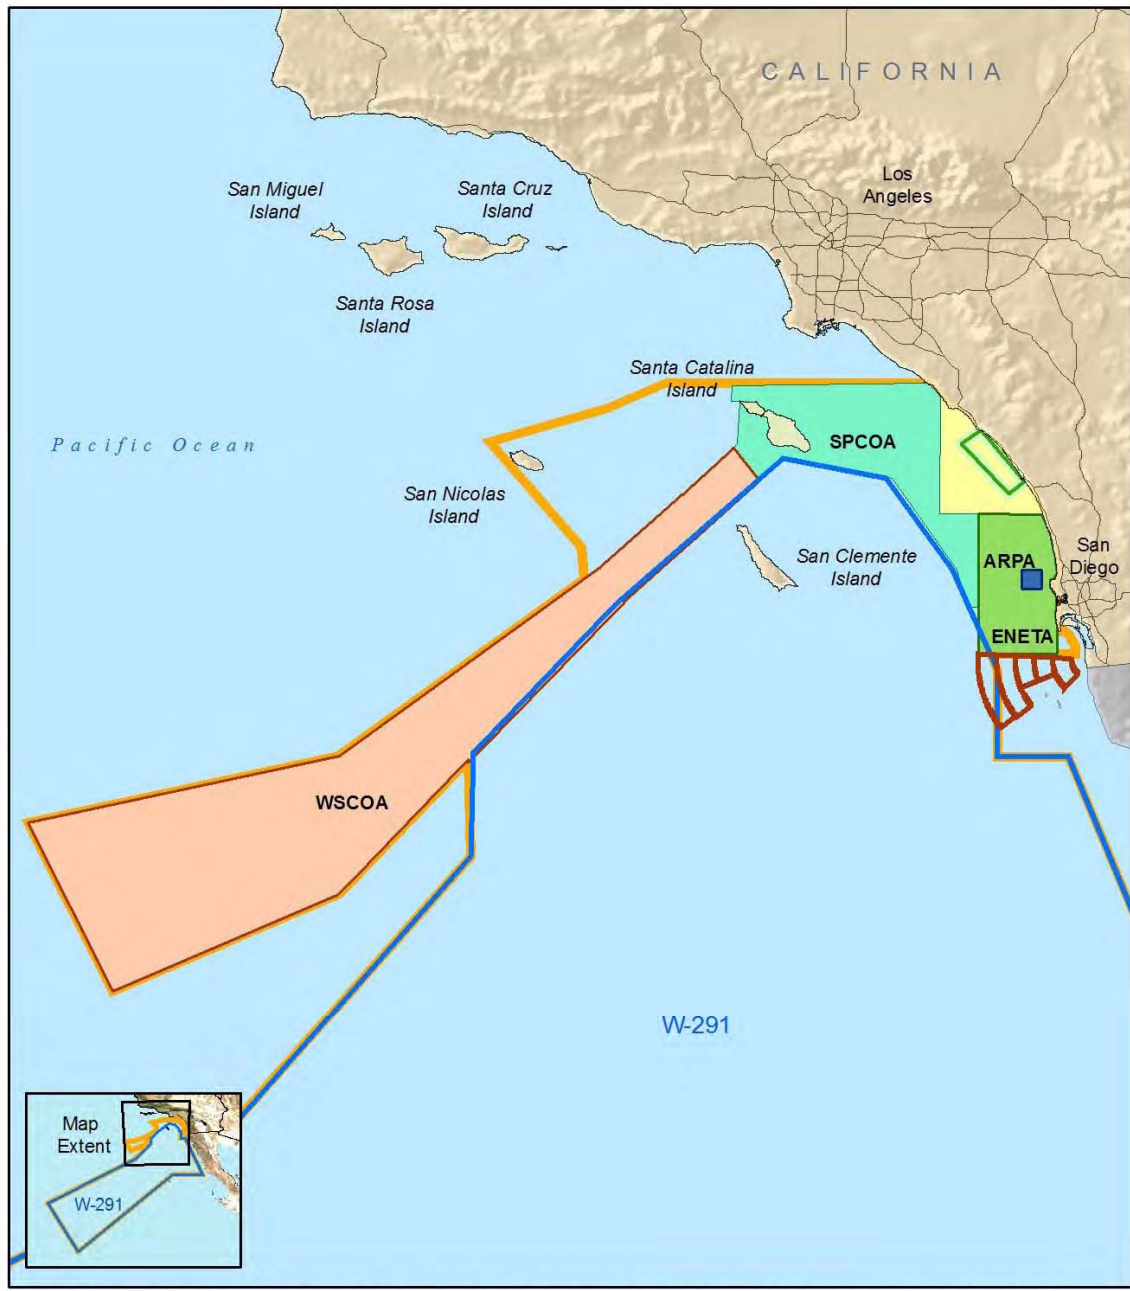 CALIFORNIA
Los
Angeles
San Miguel
Island
Santa Cruz
Island
Santa Rosa
Island
Santa Catalina
Island
Pacific Ocean
SPCOA
San Nicolas
Island
San Clemente
Island
ARPA
San
Diego
ENETA
WSCOA
W-291
Map
Extent
W-291